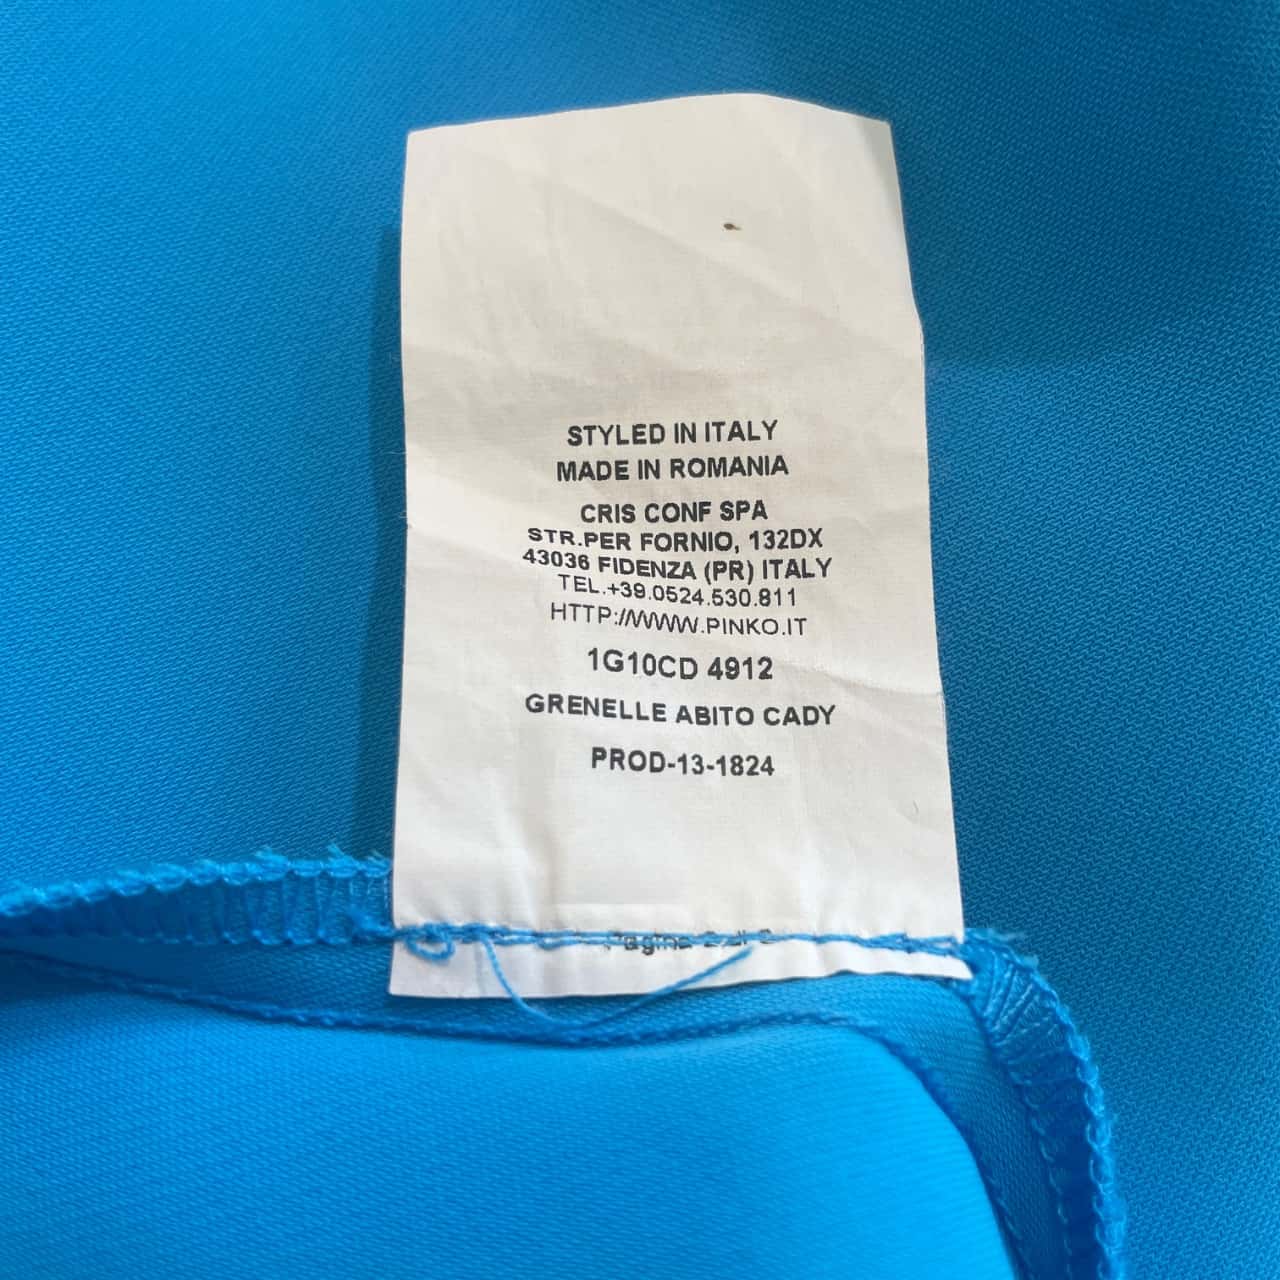 STYLED IN ITALY
MADE IN ROMANIA
CRIS CONF SPA
STR.PER FORNIO, 132DX
43036 FIDENZA (PR) ITALY
TEL.+39.0524.530.811
HTTP://WWW.PINKO.IT
1G10CD 4912
GRENELLE ABITO CADY
PROD-13-1824
Pagina